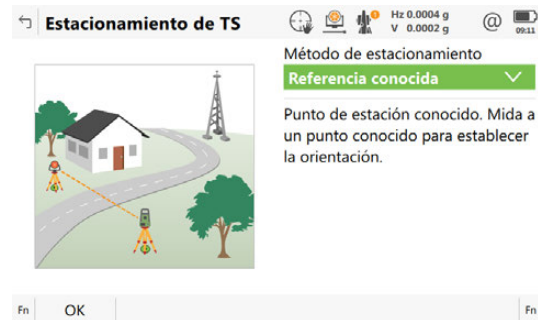 Estacionamiento de TS
Hz 0.0004 g
V 0.0002 g
@
09:11
Método de estacionamiento
Referencia conocida
Punto de estación conocido. Mida a
un punto conocido para establecer
la orientación.
Fn OK Fn